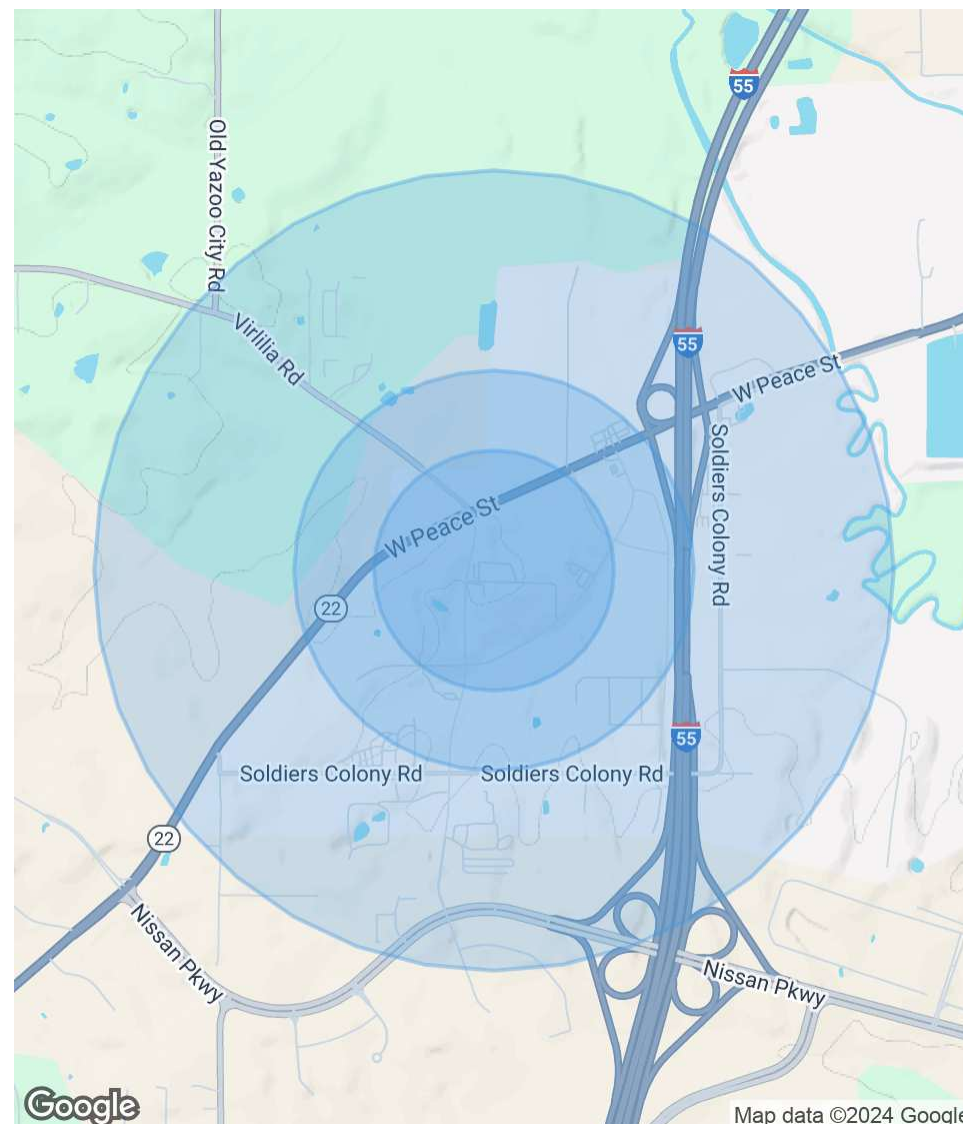 55
Old Yazoo City Rd
Virlilia Rd
55
W Peace St
Soldiers Colony Rd
W Peace St
22
55
Soldiers Colony Rd
Soldiers Colony Rd
22
Nissan Pkwy
Nissan Pkwy
Google
Map data ©2024 Google